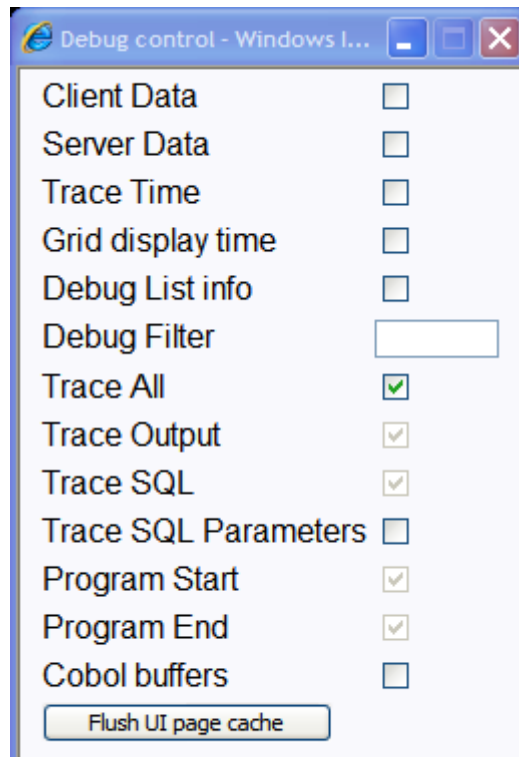 Debug control - Windows I...
Client Data
Server Data
Trace Time
Grid display time
Debug List info
Debug Filter
Trace All
Trace Output
Trace SQL
Trace SQL Parameters
Program Start
Program End
Cobol buffers
Flush UI page cache